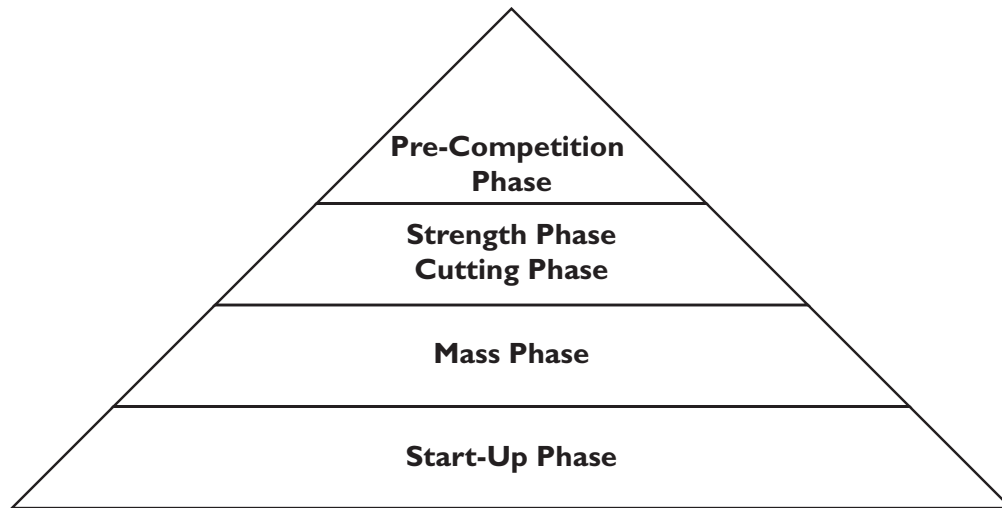 Pre-Competition
Phase
Strength Phase
Cutting Phase
Mass Phase
Start-Up Phase